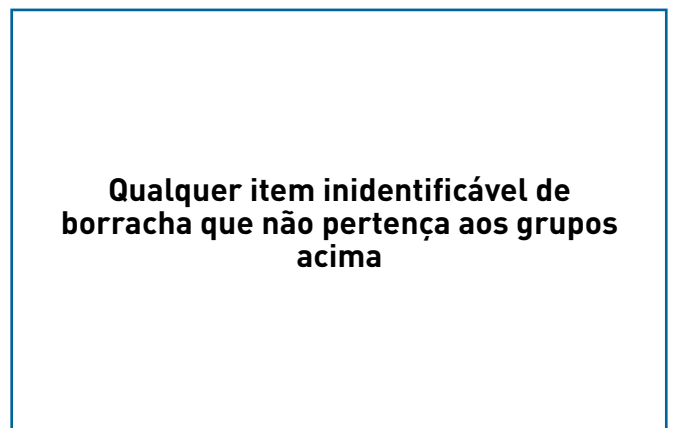 Qualquer item inidentificável de
borracha que não pertença aos grupos
acima